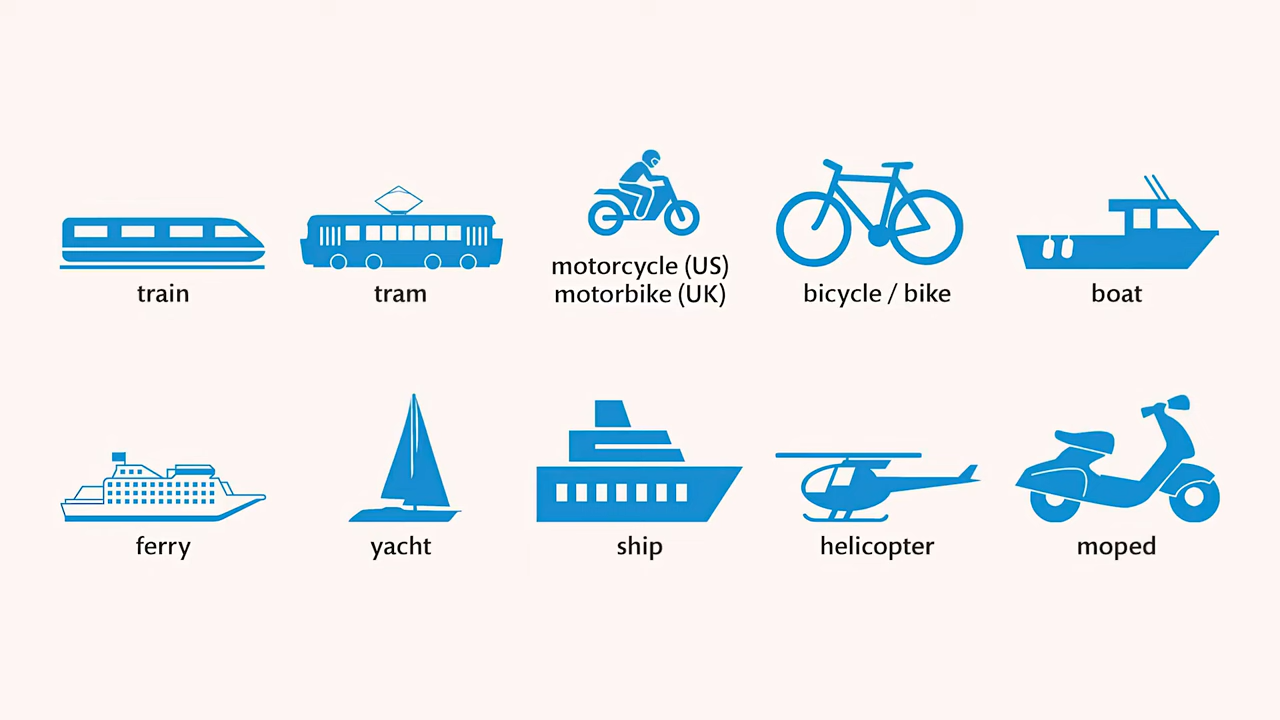 train
tram
motorcycle (US)
motorbike (UK)
bicycle / bike
boat
ferry
yacht
ship
helicopter
moped